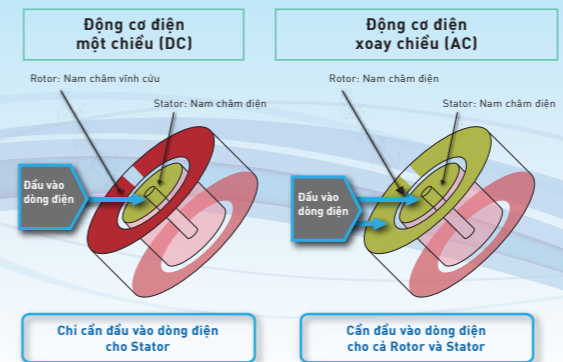 Động cơ điện
một chiều (DC)
Rotor: Nam châm vĩnh cửu
Stator: Nam châm điện
Đầu vào
dòng điện
Chỉ cần đầu vào dòng điện
cho Stator
Động cơ điện
xoay chiều (AC)
Rotor: Nam châm điện
Stator: Nam châm điện
Đầu vào
dòng điện
Cần đầu vào dòng điện
cho cả Rotor và Stator